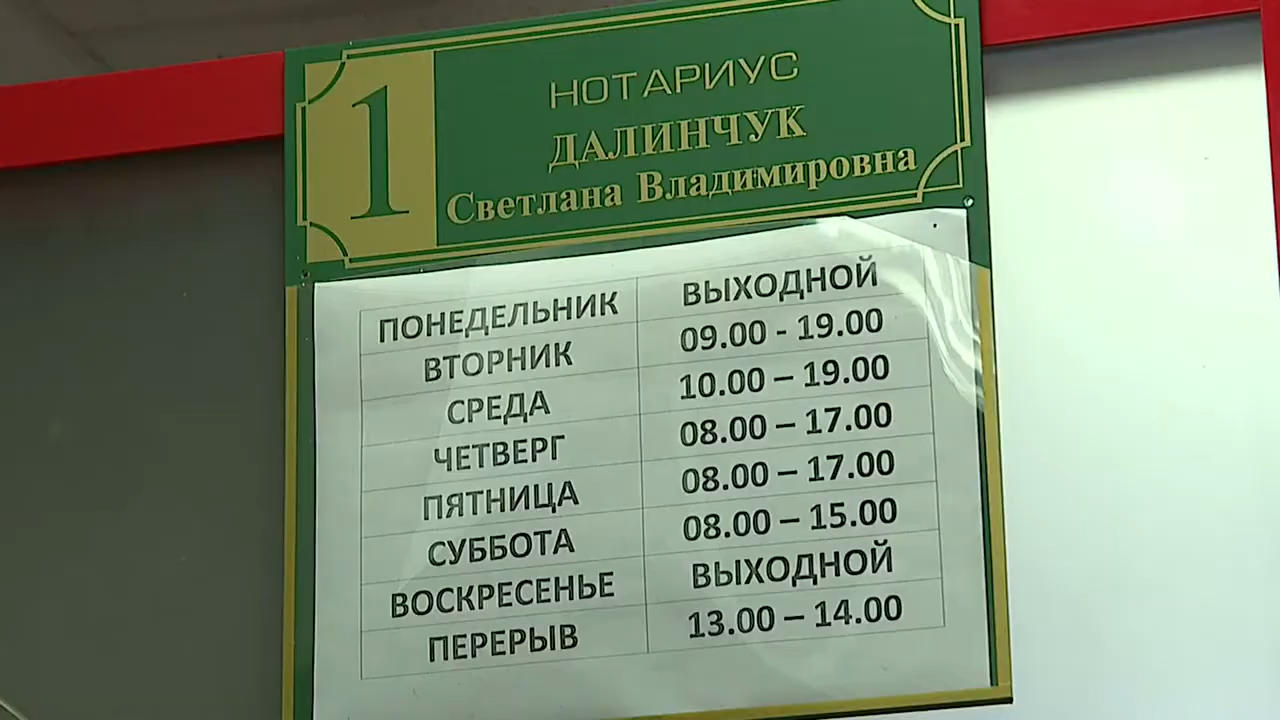 1
НОТАРИУС
ДАЛИНЧУК
Светлана Владимировна
ПОНЕДЕЛЬНИК ВЫХОДНОЙ
ВТОРНИК 09.00 - 19.00
СРЕДА 10.00 – 19.00
ЧЕТВЕРГ 08.00 – 17.00
ПЯТНИЦА 08.00 – 17.00
СУББОТА 08.00 – 15.00
ВОСКРЕСЕНЬЕ ВЫХОДНОЙ
ПЕРЕРЫВ 13.00 – 14.00